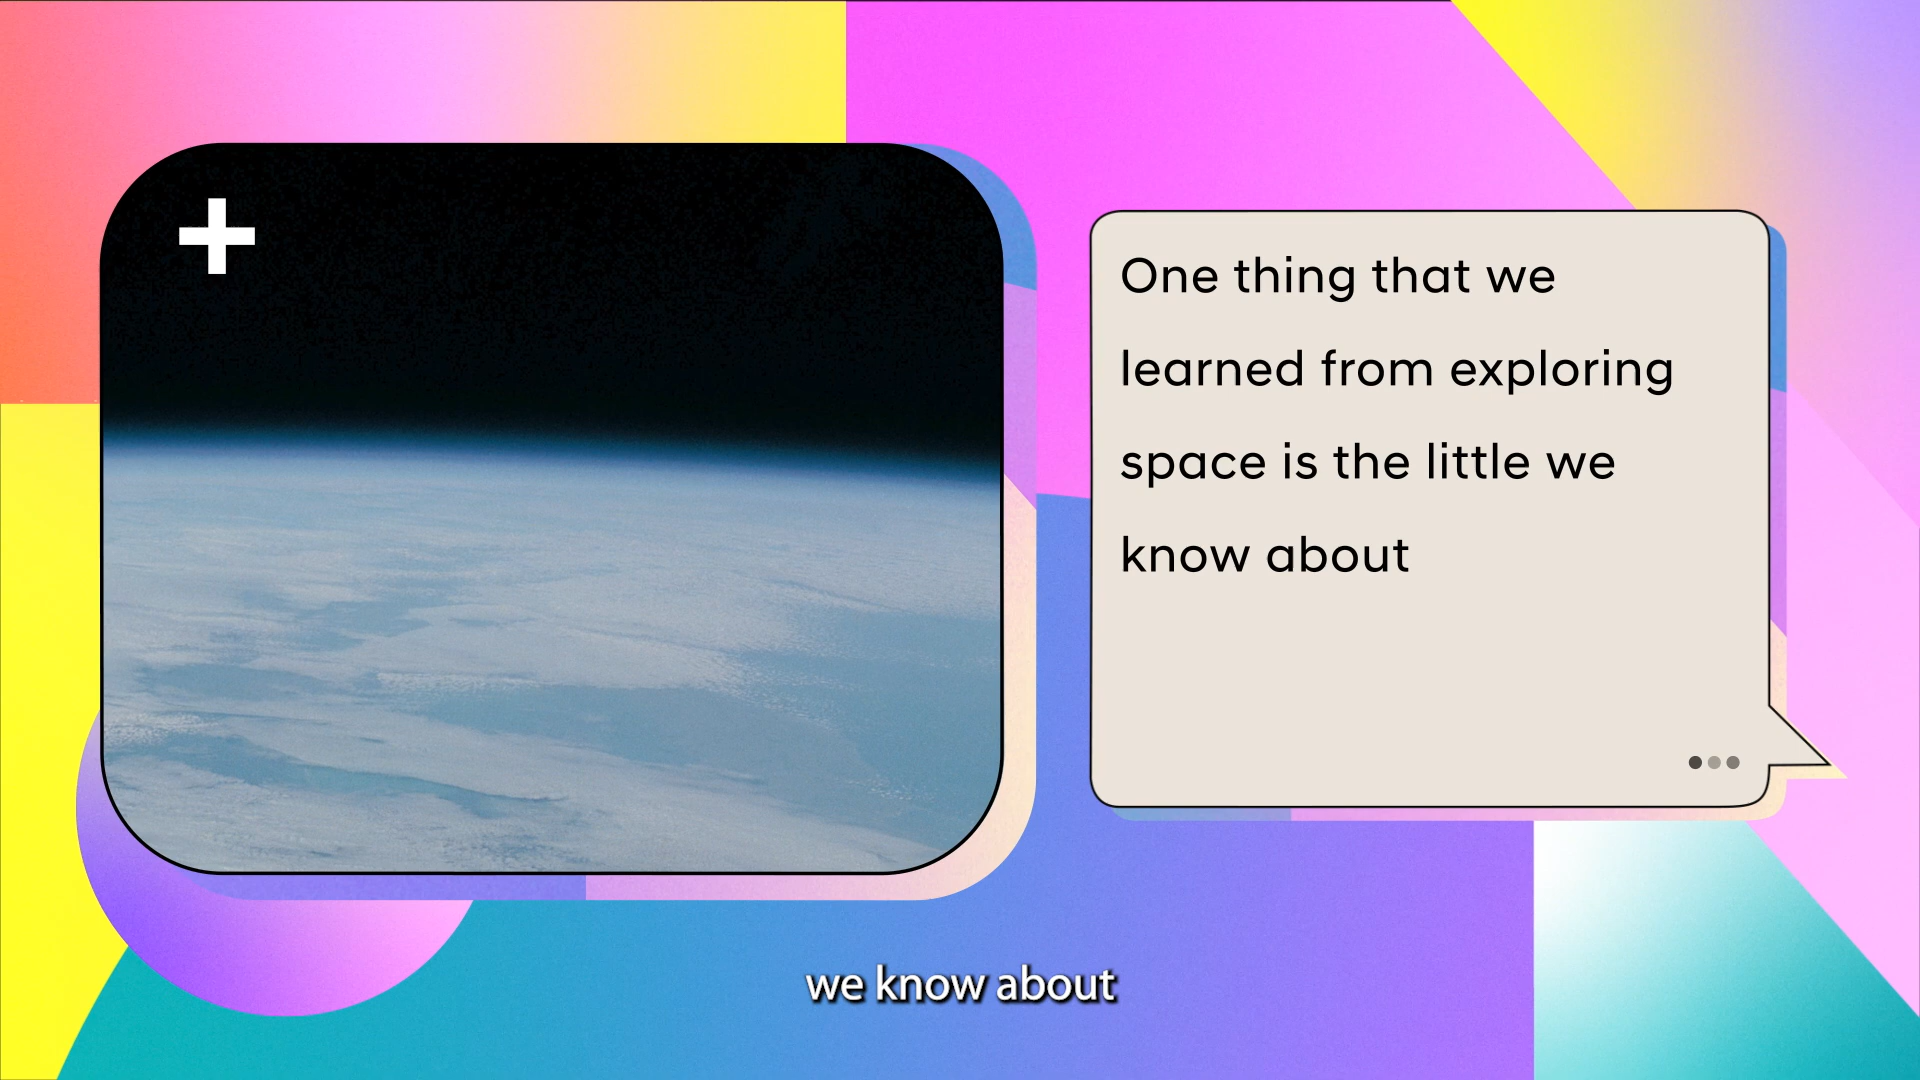 One thing that we
learned from exploring
space is the little we
know about
we know about